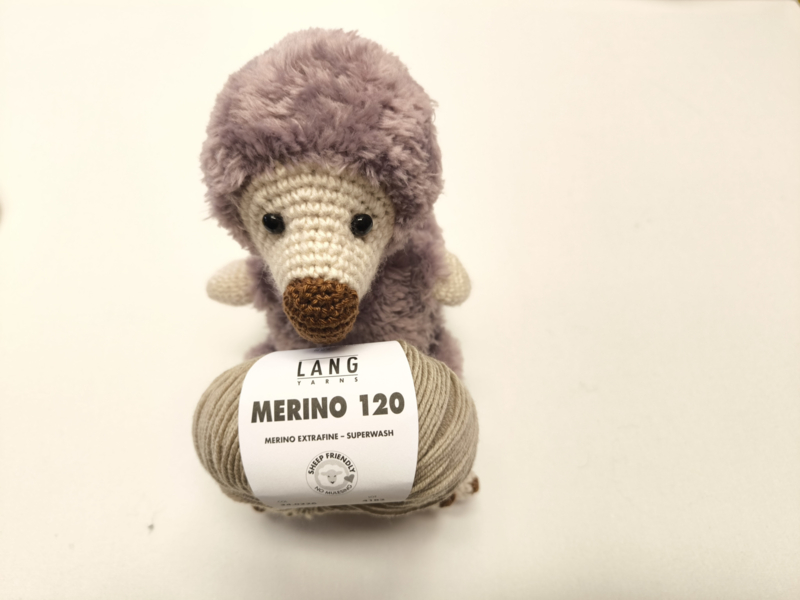 LANG
YARNS
MERINO 120
MERINO EXTRAFINE – SUPERWASH
SHEEP FRIENDLY
NO MULESING